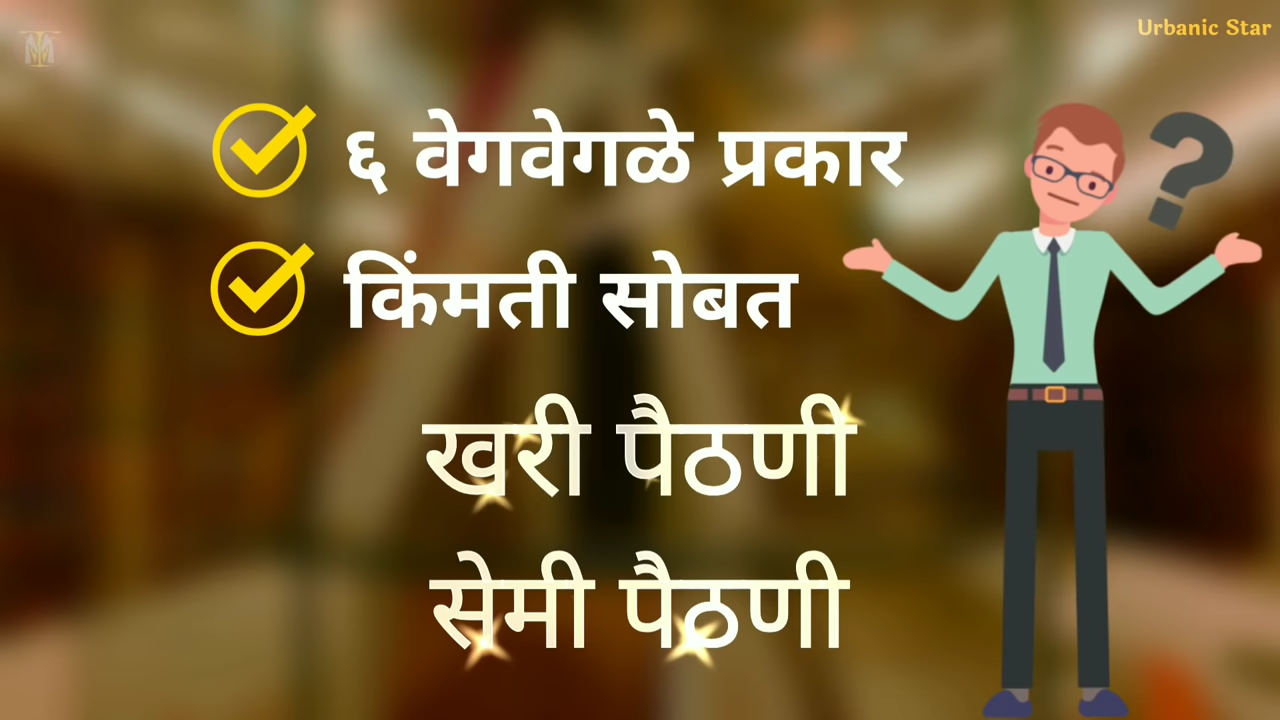 Urbanic Star
६ वेगवेगळे प्रकार
किंमती सोबत
खरी पैठणी
सेमी पैठणी